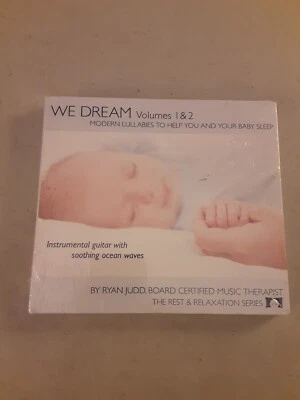 WE DREAM Volumes 1 & 2
MODERN LULLABIES TO HELP YOU AND YOUR BABY SLEEP
Instrumental guitar with
soothing ocean waves
BY RYAN JUDD, BOARD CERTIFIED MUSIC THERAPIST
THE REST & RELAXATION SERIES